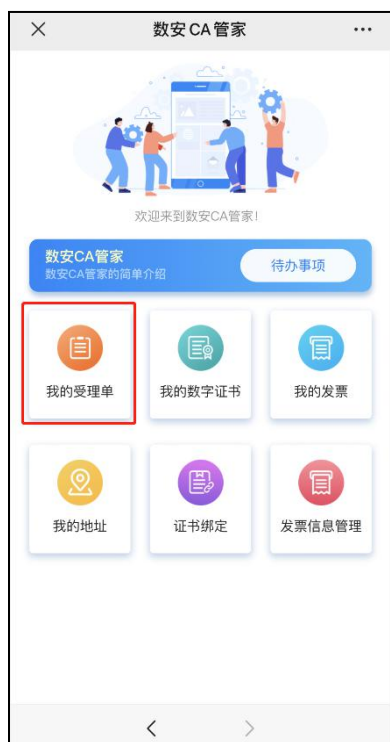 数安CA管家
欢迎来到数安CA管家!
数安CA管家
数安CA管家的简单介绍
待办事项
我的受理单
我的数字证书
我的发票
我的地址
证书绑定
发票信息管理